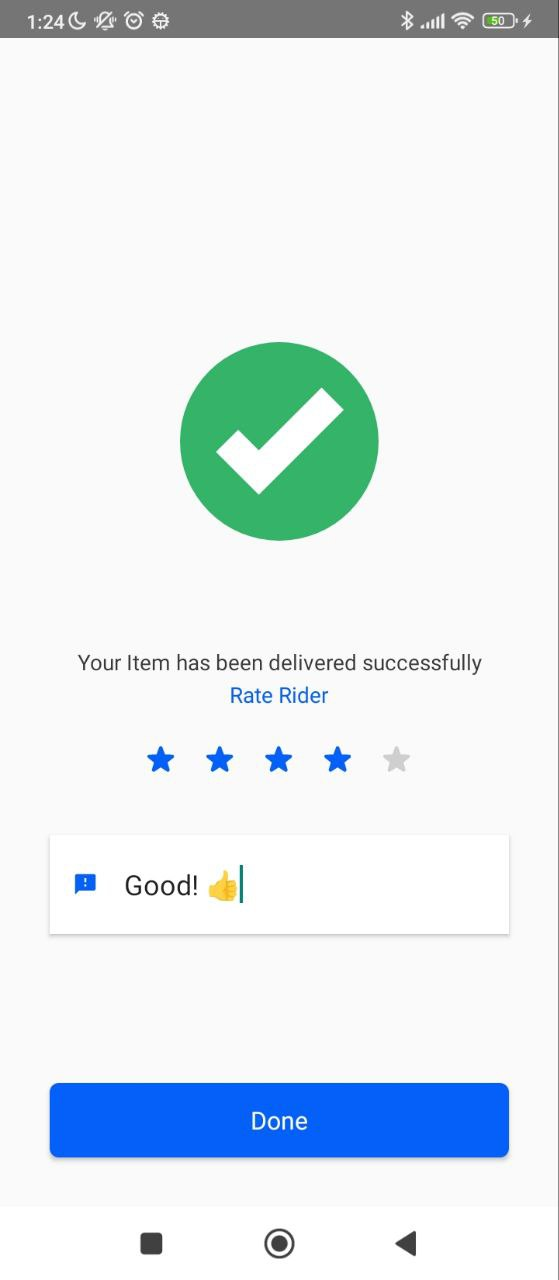 1:24
50
Your Item has been delivered successfully
Rate Rider
Good! 👍
Done